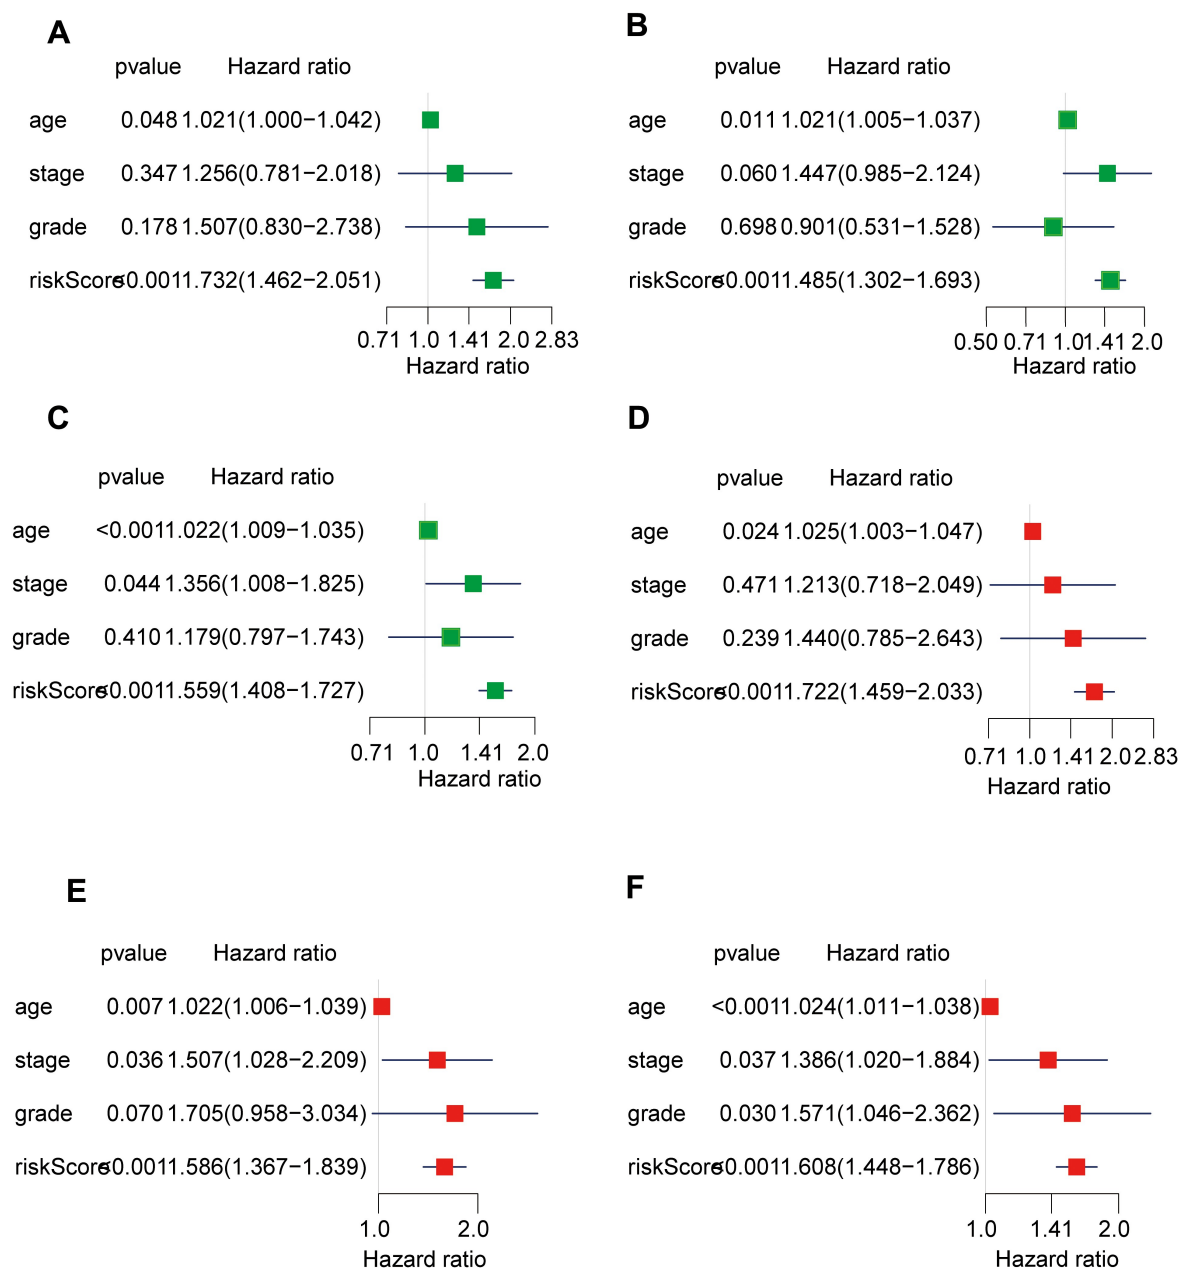 A
pvalue Hazard ratio
age 0.048 1.021(1.000−1.042)
stage 0.347 1.256(0.781−2.018)
grade 0.178 1.507(0.830−2.738)
riskScore <0.001 1.732(1.462−2.051)
0.71 1.0 1.41 2.0 2.83
Hazard ratio
B
pvalue Hazard ratio
age 0.011 1.021(1.005−1.037)
stage 0.060 1.447(0.985−2.124)
grade 0.698 0.901(0.531−1.528)
riskScore <0.001 1.485(1.302−1.693)
0.50 0.71 1.0 1.41 2.0
Hazard ratio
C
pvalue Hazard ratio
age <0.001 1.022(1.009−1.035)
stage 0.044 1.356(1.008−1.825)
grade 0.410 1.179(0.797−1.743)
riskScore <0.001 1.559(1.408−1.727)
0.71 1.0 1.41 2.0
Hazard ratio
D
pvalue Hazard ratio
age 0.024 1.025(1.003−1.047)
stage 0.471 1.213(0.718−2.049)
grade 0.239 1.440(0.785−2.643)
riskScore <0.001 1.722(1.459−2.033)
0.71 1.0 1.41 2.0 2.83
Hazard ratio
E
pvalue Hazard ratio
age 0.007 1.022(1.006−1.039)
stage 0.036 1.507(1.028−2.209)
grade 0.070 1.705(0.958−3.034)
riskScore <0.001 1.586(1.367−1.839)
1.0 2.0
Hazard ratio
F
pvalue Hazard ratio
age <0.001 1.024(1.011−1.038)
stage 0.037 1.386(1.020−1.884)
grade 0.030 1.571(1.046−2.362)
riskScore <0.001 1.608(1.448−1.786)
1.0 1.41 2.0
Hazard ratio